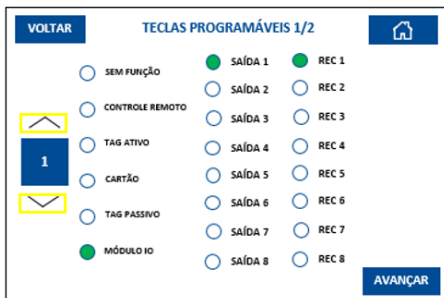 VOLTAR
TECLAS PROGRAMÁVEIS 1/2
SEM FUNÇÃO
CONTROLE REMOTO
TAG ATIVO
CARTÃO
TAG PASSIVO
MÓDULO IO
1
SAÍDA 1
SAÍDA 2
SAÍDA 3
SAÍDA 4
SAÍDA 5
SAÍDA 6
SAÍDA 7
SAÍDA 8
REC 1
REC 2
REC 3
REC 4
REC 5
REC 6
REC 7
REC 8
AVANÇAR